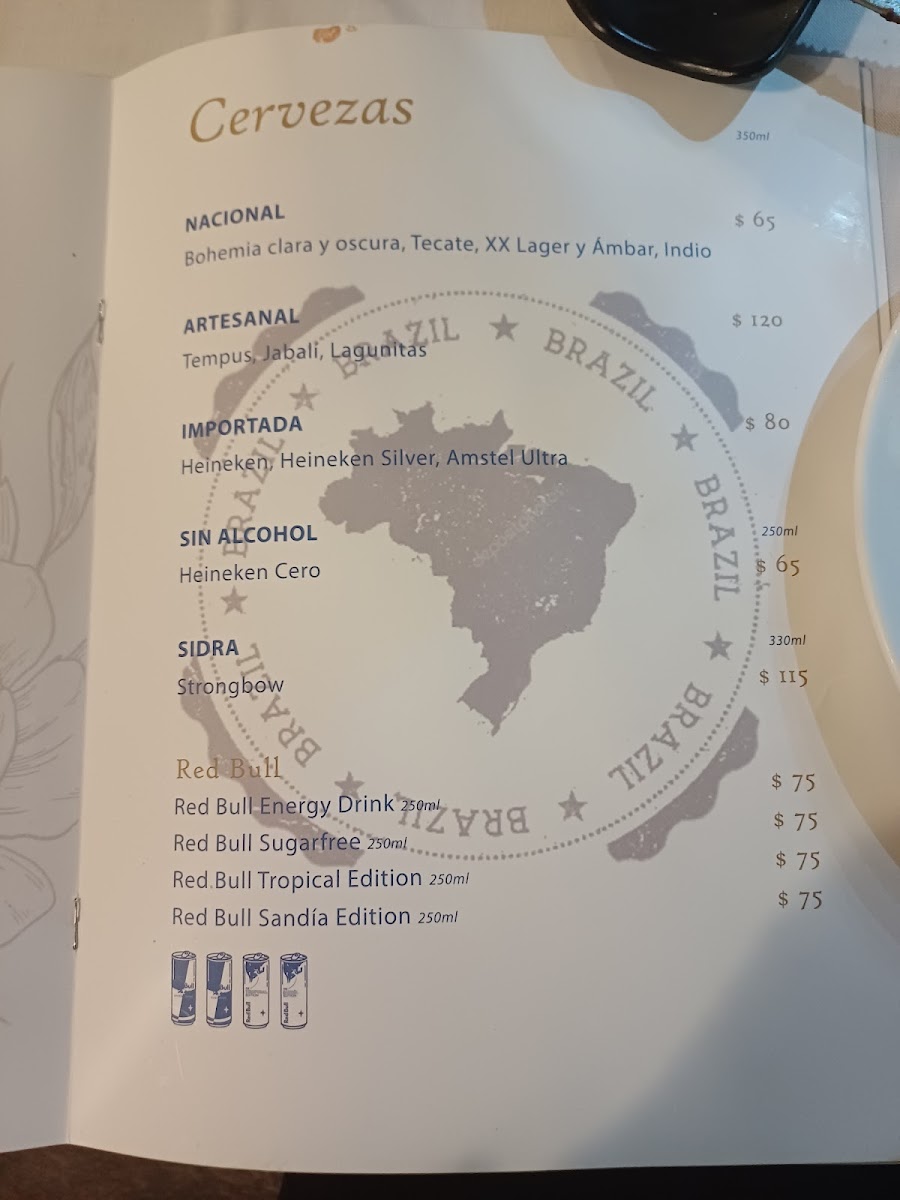 Cervezas
350ml
NACIONAL $ 65
Bohemia clara y oscura, Tecate, XX Lager y Ámbar, Indio
ARTESANAL $ 120
Tempus, Jabalí, Lagunitas
IMPORTADA $ 80
Heineken, Heineken Silver, Amstel Ultra
250ml
SIN ALCOHOL $ 65
Heineken Cero
330ml
SIDRA $ 115
Strongbow
Red Bull
Red Bull Energy Drink 250ml $ 75
Red Bull Sugarfree 250ml $ 75
Red Bull Tropical Edition 250ml $ 75
Red Bull Sandía Edition 250ml $ 75
BRAZIL ★ BRAZIL ★ BRAZIL ★ BRAZIL ★ BRAZIL ★ BRAZIL ★ BRAZIL ★
depositphotos